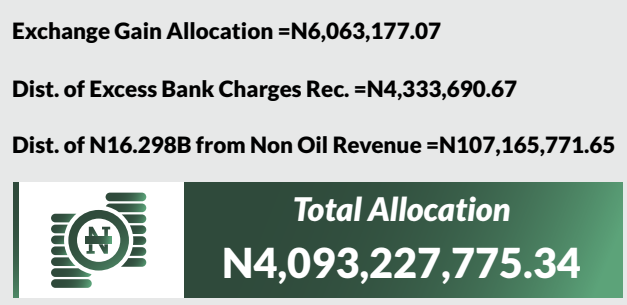 Exchange Gain Allocation =N6,063,177.07
Dist. of Excess Bank Charges Rec. =N4,333,690.67
Dist. of N16.298B from Non Oil Revenue =N107,165,771.65
Total Allocation
₦
N4,093,227,775.34